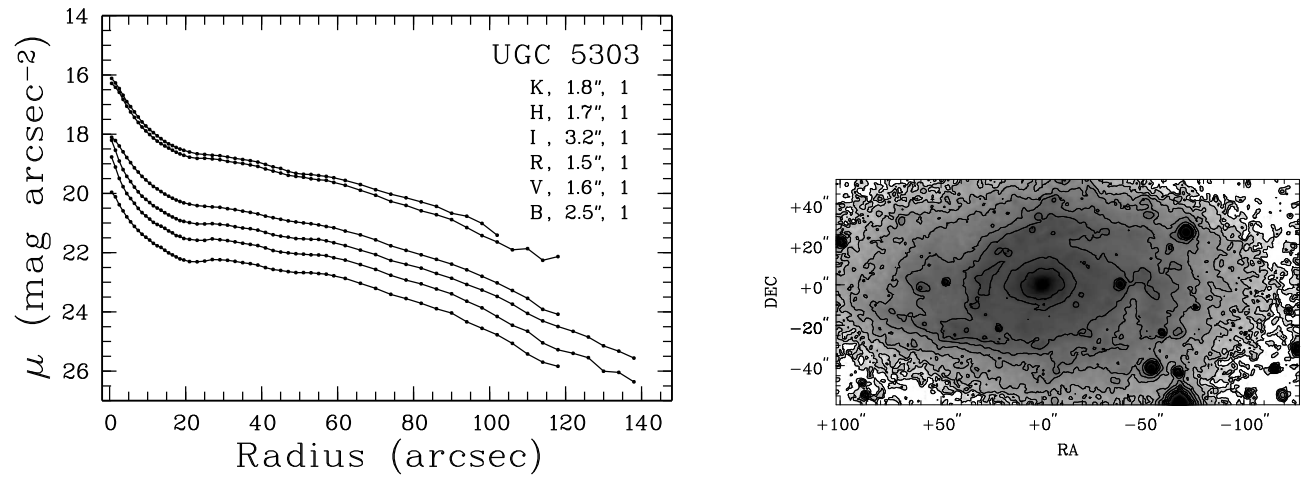 14
16
18
20
22
24
26
μ (mag arcsec−2)
UGC 5303
K, 1.8″, 1
H, 1.7″, 1
I, 3.2″, 1
R, 1.5″, 1
V, 1.6″, 1
B, 2.5″, 1
0 20 40 60 80 100 120 140
Radius (arcsec)
+40″
+20″
+0″
−20″
−40″
DEC
+100″ +50″ +0″ −50″ −100″
RA